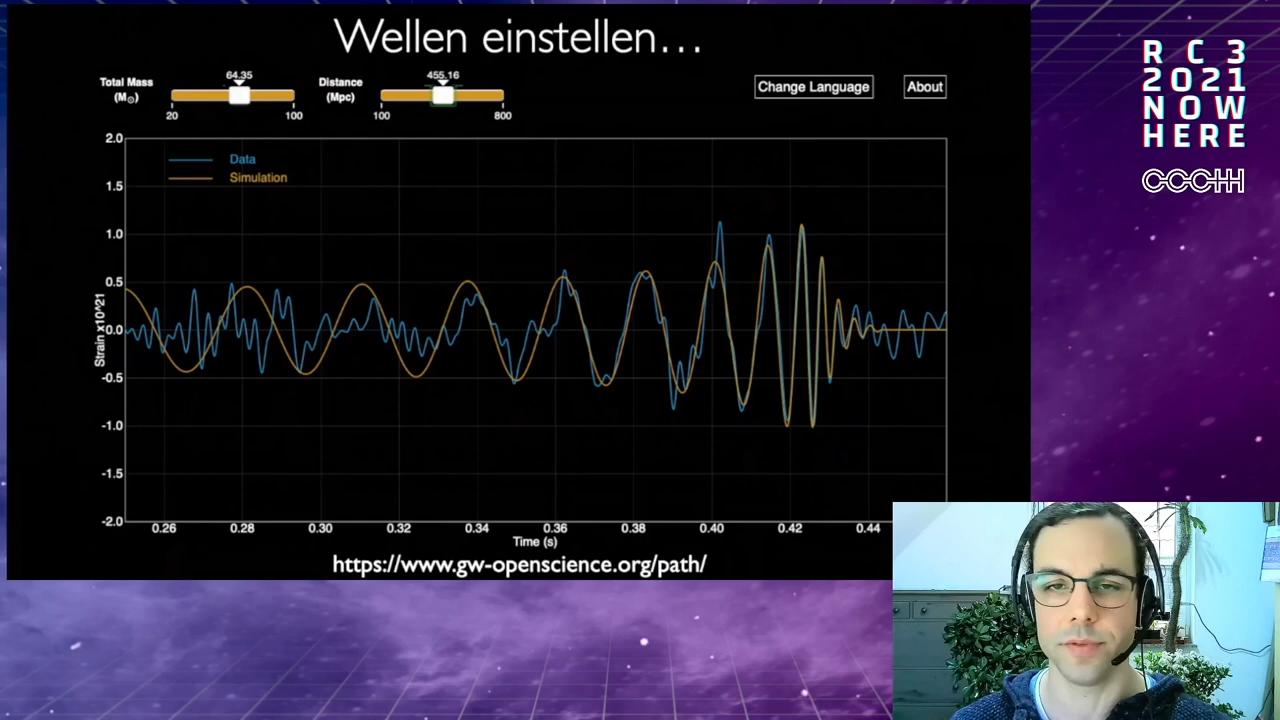 Wellen einstellen...
Total Mass
(M⊙)
64.35
20
100
Distance
(Mpc)
455.16
100
800
Change Language
About
Data
Simulation
2.0
1.5
1.0
0.5
0.0
-0.5
-1.0
-1.5
-2.0
Strain x10^21
0.26
0.28
0.30
0.32
0.34
0.36
0.38
0.40
0.42
0.44
Time (s)
https://www.gw-openscience.org/path/
RC3
2021
NOW
HERE
CCCHH